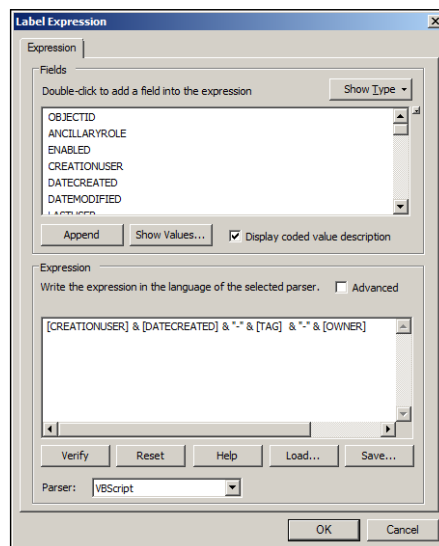 Label Expression
Expression
Fields
Double-click to add a field into the expression
Show Type
OBJECTID
ANCILLARYROLE
ENABLED
CREATIONUSER
DATECREATED
DATEMODIFIED
LASTUSER
Append
Show Values...
Display coded value description
Expression
Write the expression in the language of the selected parser.
Advanced
[CREATIONUSER] & [DATECREATED] & "-" & [TAG]  & "-" & [OWNER]
Verify
Reset
Help
Load...
Save...
Parser:
VBScript
OK
Cancel